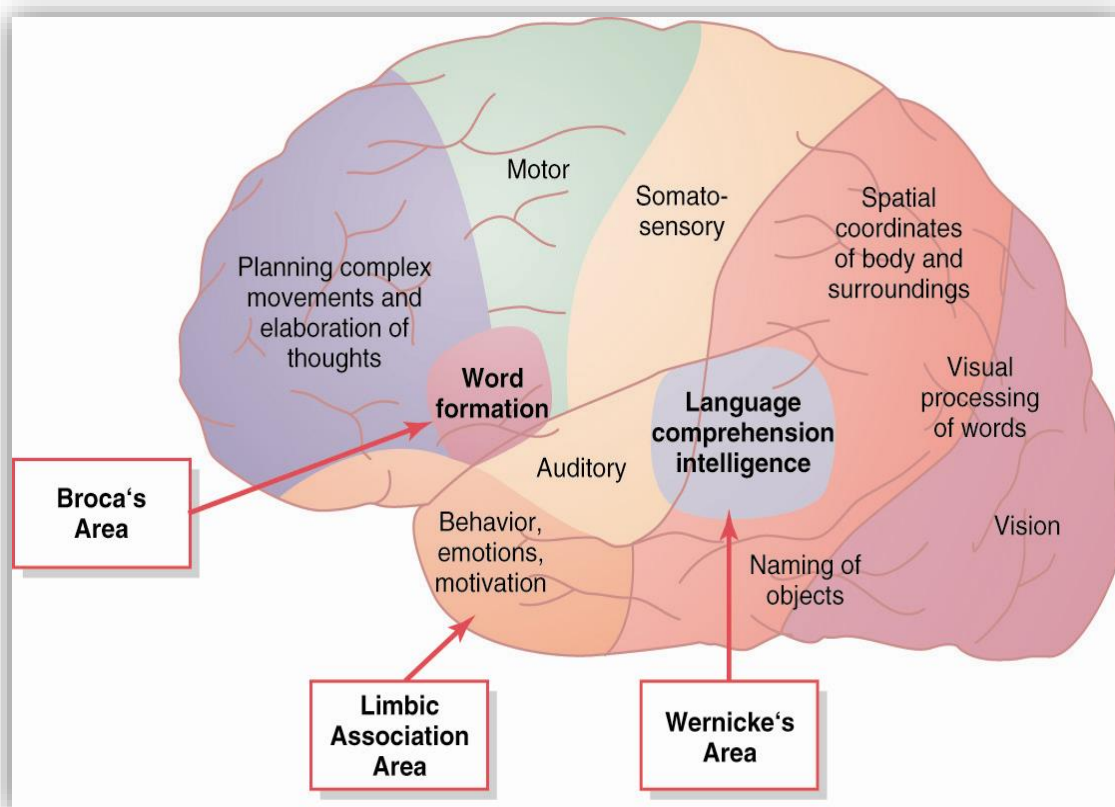 Motor
Somato-
sensory
Spatial
coordinates
of body and
surroundings
Planning complex
movements and
elaboration of
thoughts
Word
formation
Language
comprehension
intelligence
Visual
processing
of words
Auditory
Broca‘s
Area
Behavior,
emotions,
motivation
Vision
Naming of
objects
Limbic
Association
Area
Wernicke‘s
Area